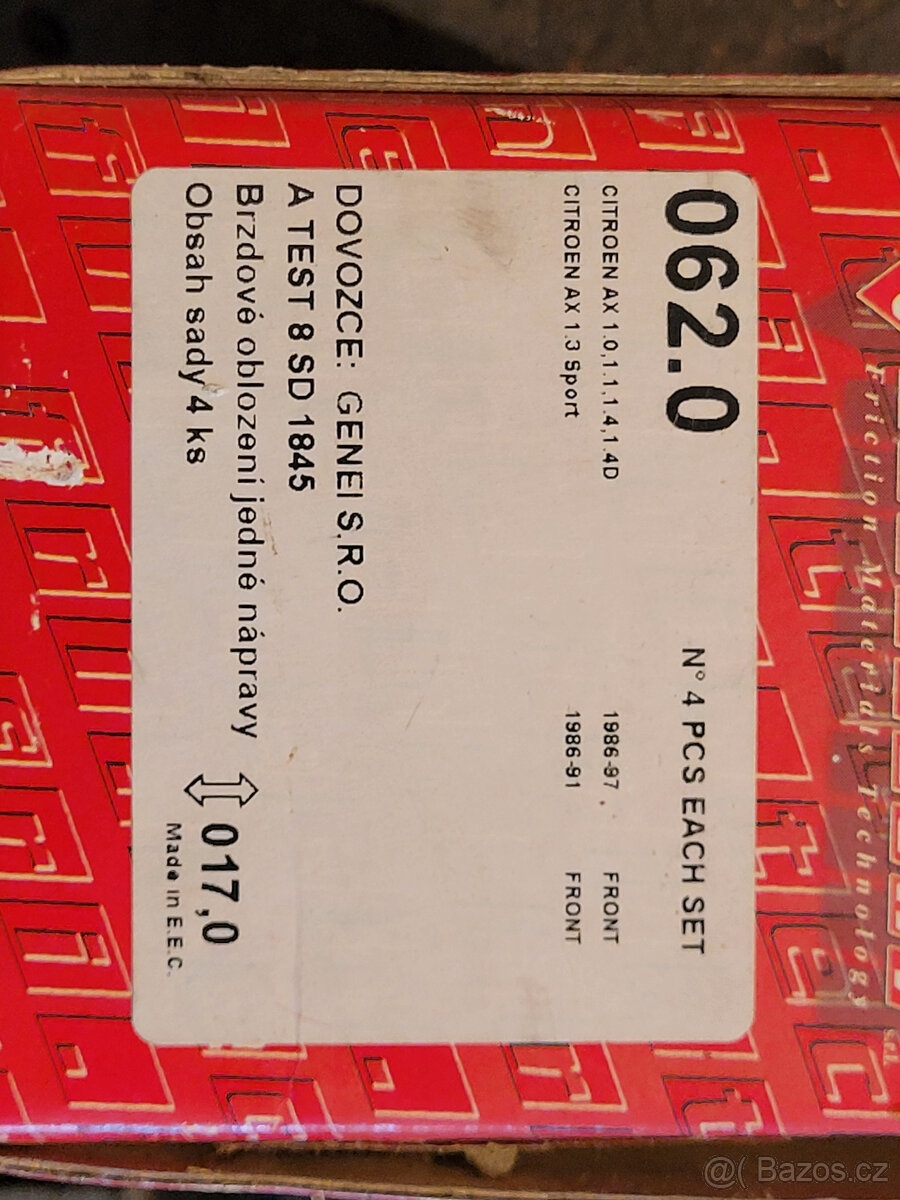 Friction Materials Technology
s.r.l.
062.0
N° 4 PCS EACH SET
CITROEN AX 1.0,1.1,1.4,1.4D 1986-97 FRONT
CITROEN AX 1.3 Sport 1986-91 FRONT
DOVOZCE: GENEI S.R.O.
A TEST 8 SD 1845
Brzdové oblození jedné nápravy
Obsah sady 4 ks
017,0
Made in E.E.C.
@( Bazos.cz